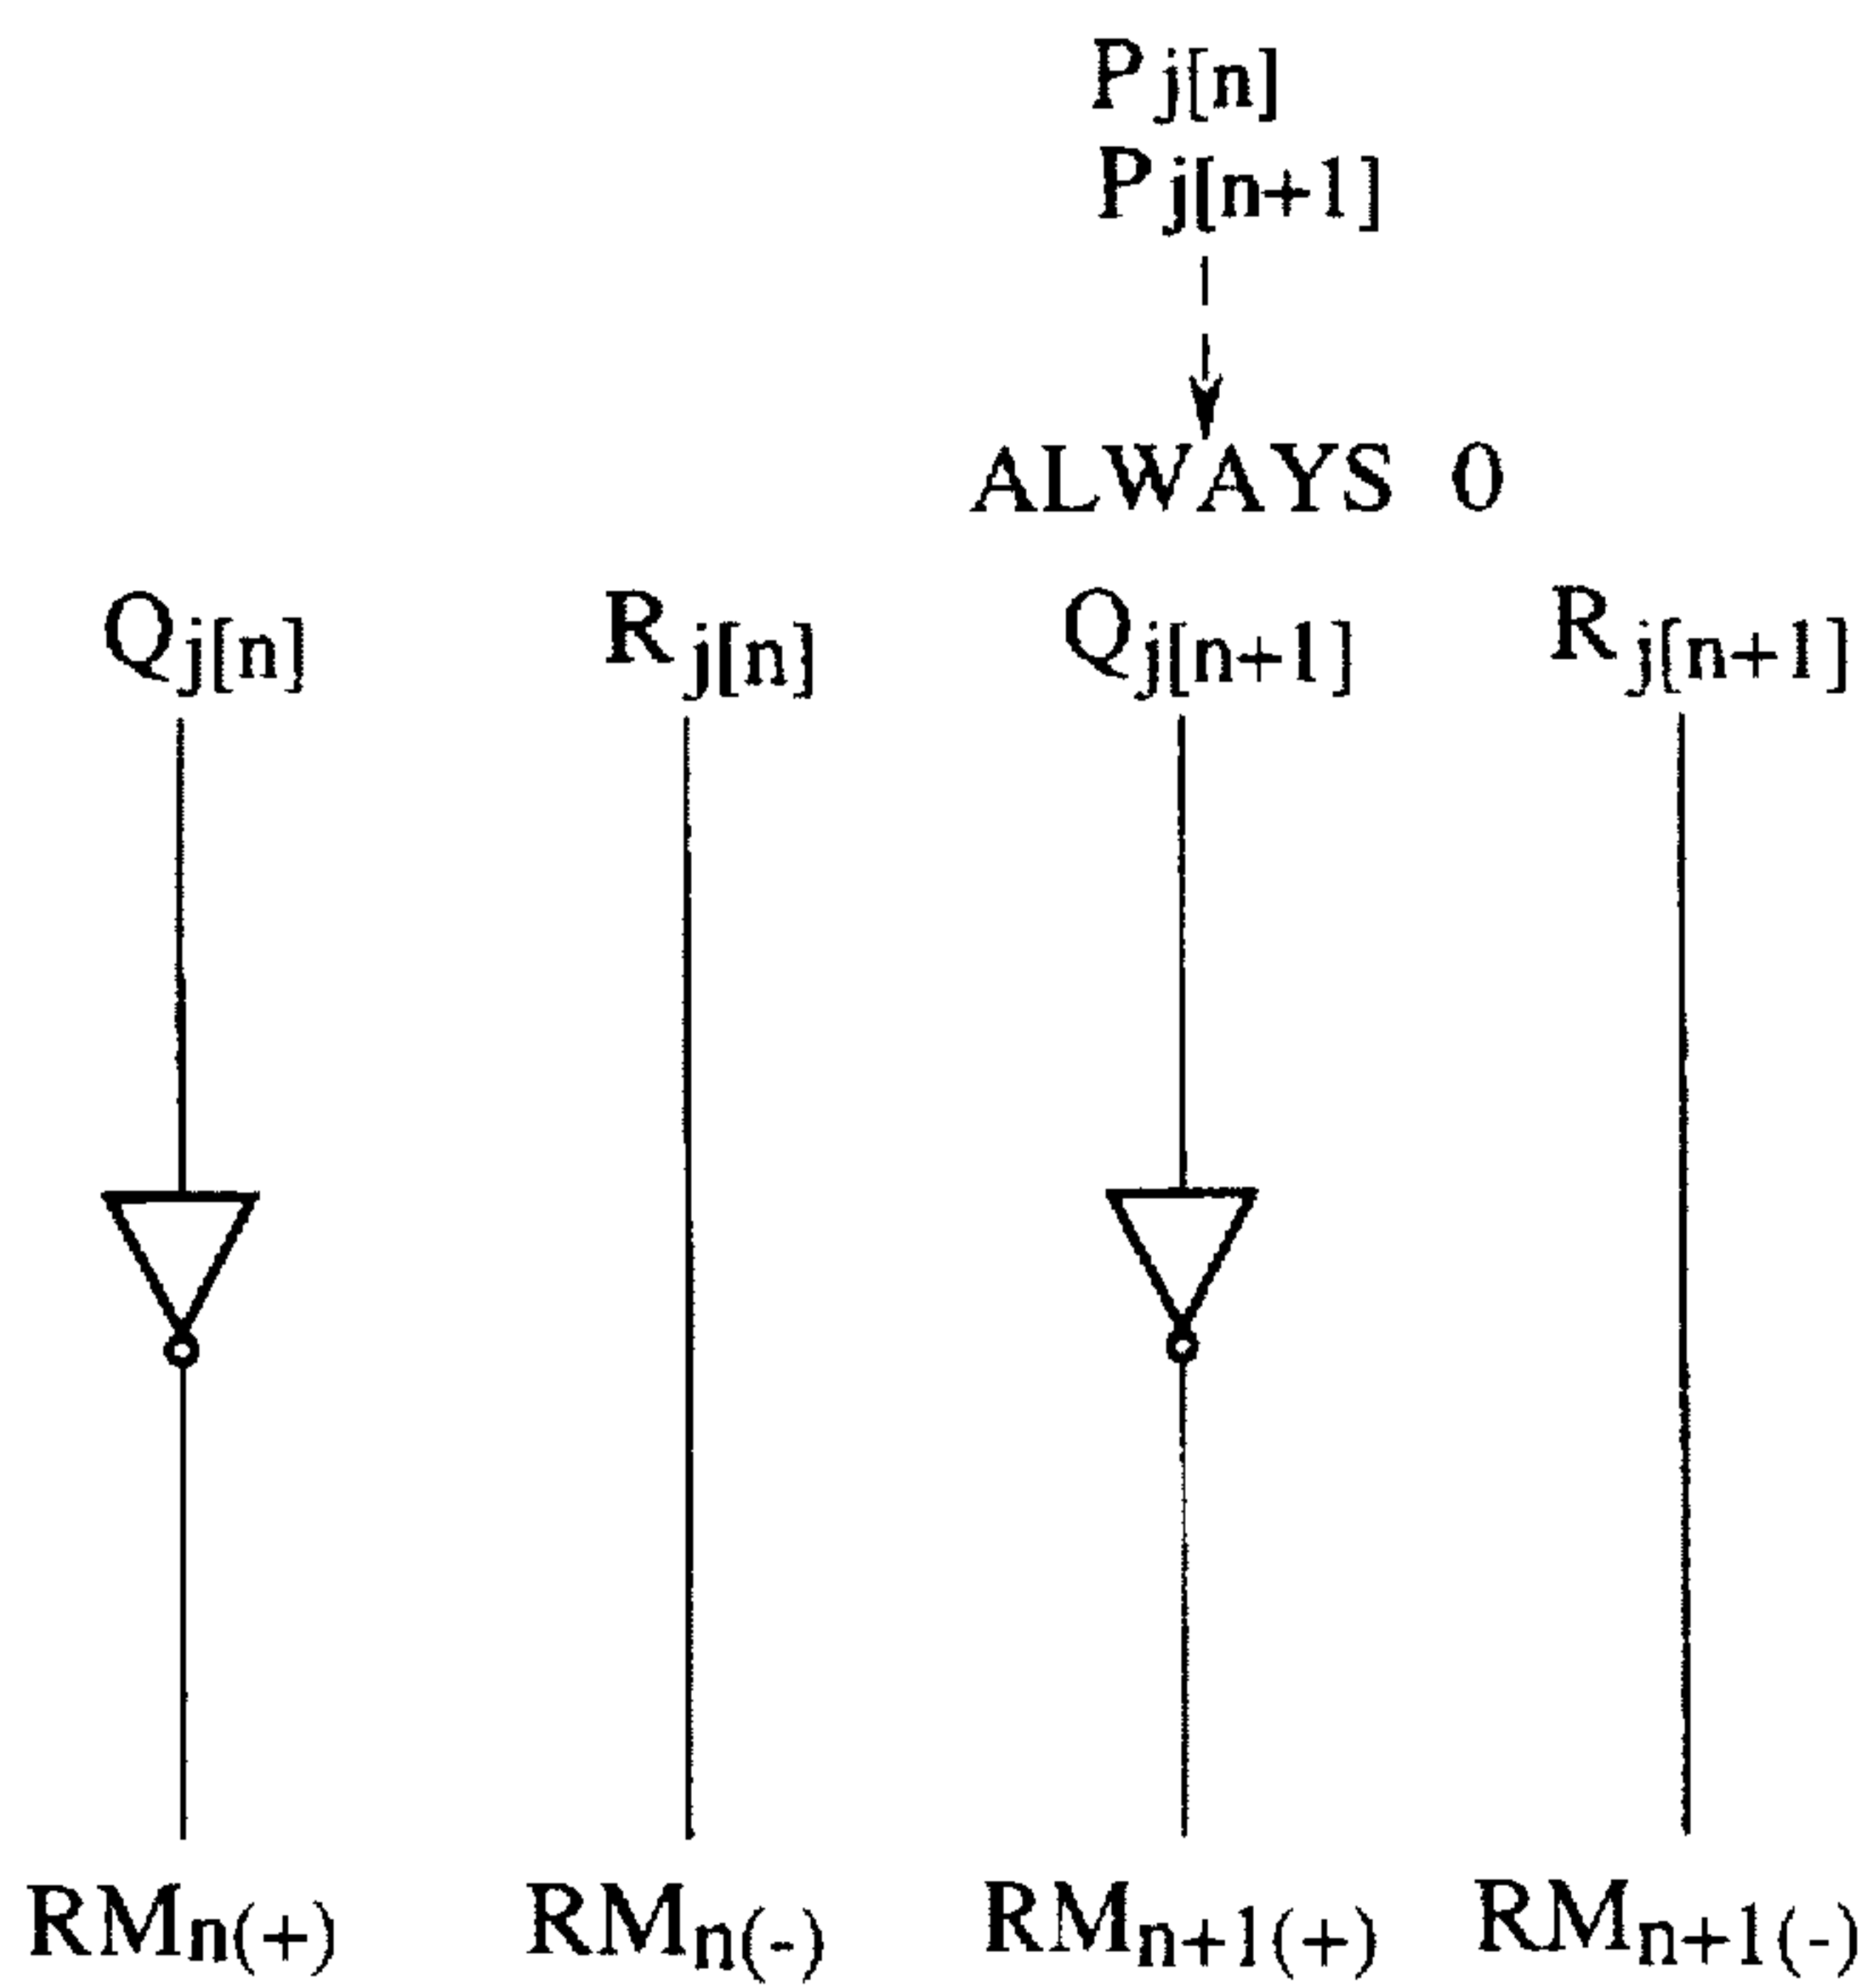 Pj[n]
Pj[n+1]
ALWAYS 0
Qj[n] Rj[n] Qj[n+1] Rj[n+1]
RMn(+) RMn(-) RMn+1(+) RMn+1(-)